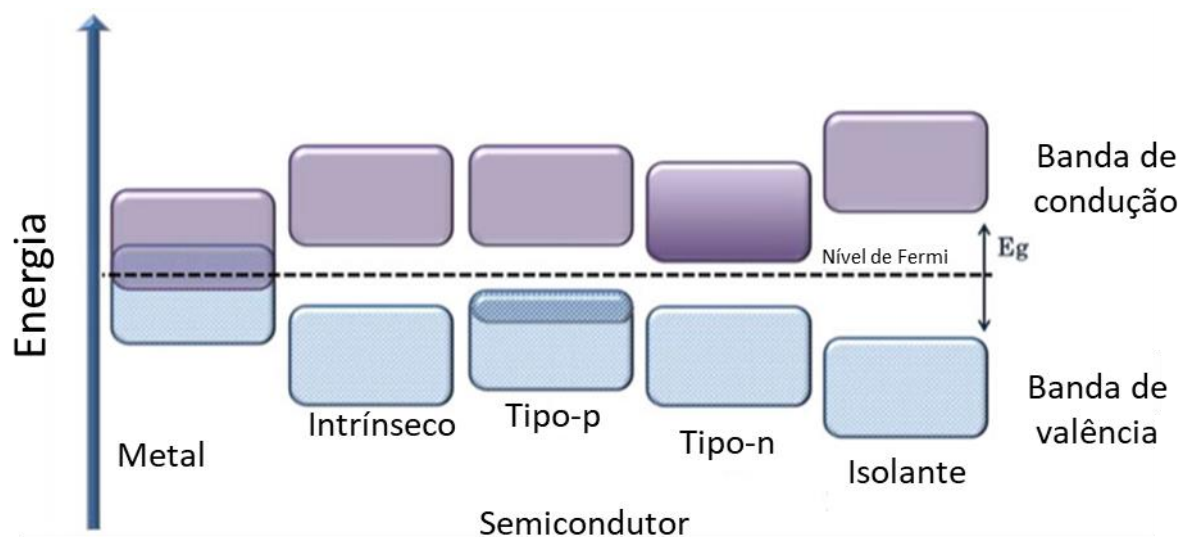 Energia
Banda de
condução
Nível de Fermi
Eg
Banda de
valência
Metal
Intrínseco
Tipo-p
Tipo-n
Isolante
Semicondutor